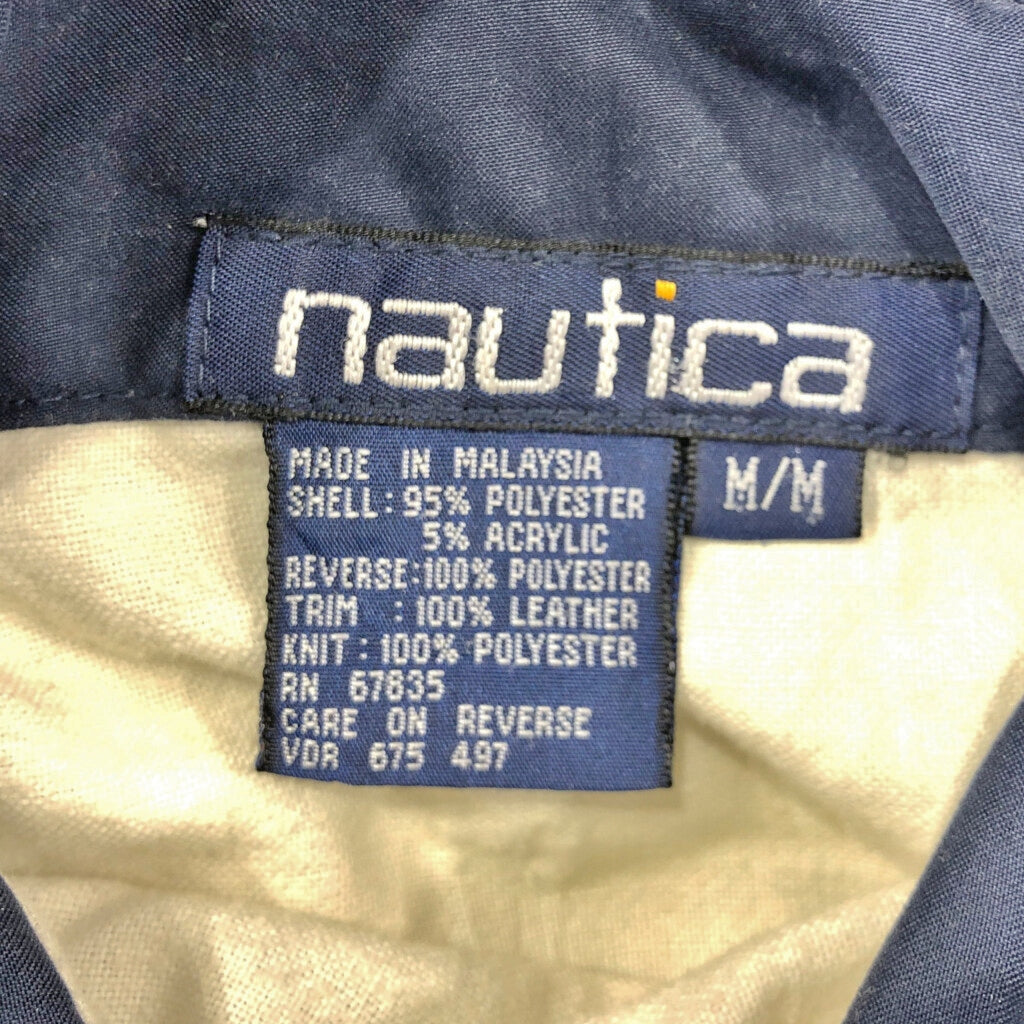 nautica
MADE IN MALAYSIA
SHELL: 95% POLYESTER
5% ACRYLIC
REVERSE: 100% POLYESTER
TRIM : 100% LEATHER
KNIT : 100% POLYESTER
RN 67835
CARE ON REVERSE
VDR 675 497
M/M